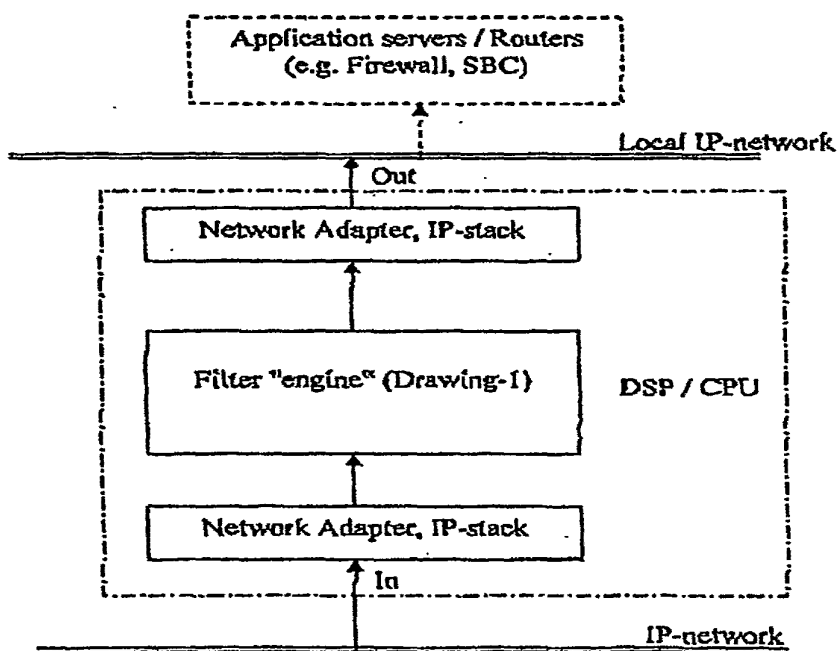 Application servers / Routers
(e.g. Firewall, SBC)
Local IP-network
Out
Network Adapter, IP-stack
Filter "engine" (Drawing-1)
DSP / CPU
Network Adapter, IP-stack
In
IP-network